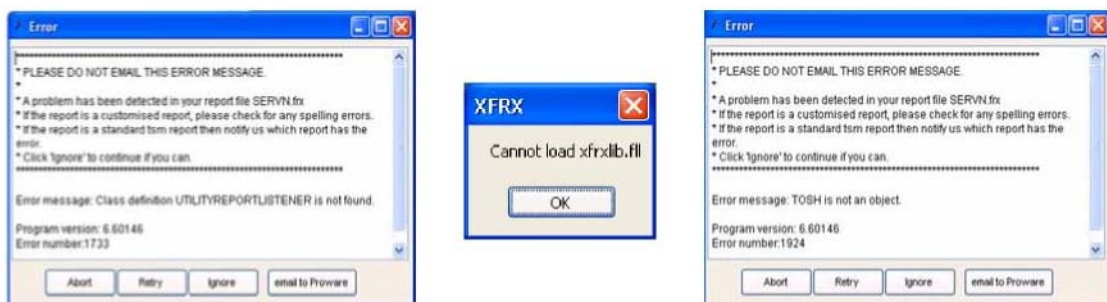 Error
********************************************************************************
* PLEASE DO NOT EMAIL THIS ERROR MESSAGE.
*
* A problem has been detected in your report file SERVN.frx
* If the report is a customised report, please check for any spelling errors.
* If the report is a standard tsm report then notify us which report has the
error.
* Click 'Ignore' to continue if you can.
********************************************************************************
Error message: Class definition UTILITYREPORTLISTENER is not found.
Program version: 6.60146
Error number:1733
Abort Retry Ignore email to Proware
XFRX
Cannot load xfrxlib.fll
OK
Error
********************************************************************************
* PLEASE DO NOT EMAIL THIS ERROR MESSAGE.
*
* A problem has been detected in your report file SERVN.frx
* If the report is a customised report, please check for any spelling errors.
* If the report is a standard tsm report then notify us which report has the
error.
* Click 'Ignore' to continue if you can.
********************************************************************************
Error message: TOSH is not an object.
Program version: 6.60146
Error number:1924
Abort Retry Ignore email to Proware